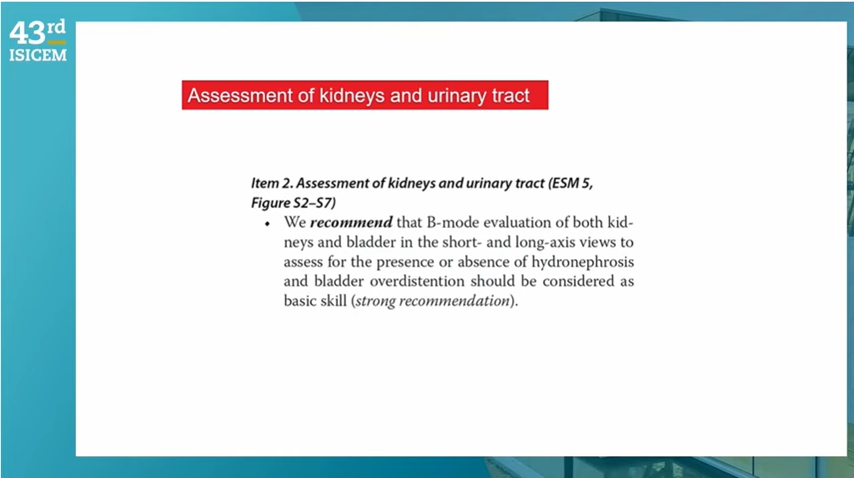 43rd
ISICEM
Assessment of kidneys and urinary tract
Item 2. Assessment of kidneys and urinary tract (ESM 5,
Figure S2–S7)
• We recommend that B-mode evaluation of both kid-
neys and bladder in the short- and long-axis views to
assess for the presence or absence of hydronephrosis
and bladder overdistention should be considered as
basic skill (strong recommendation).